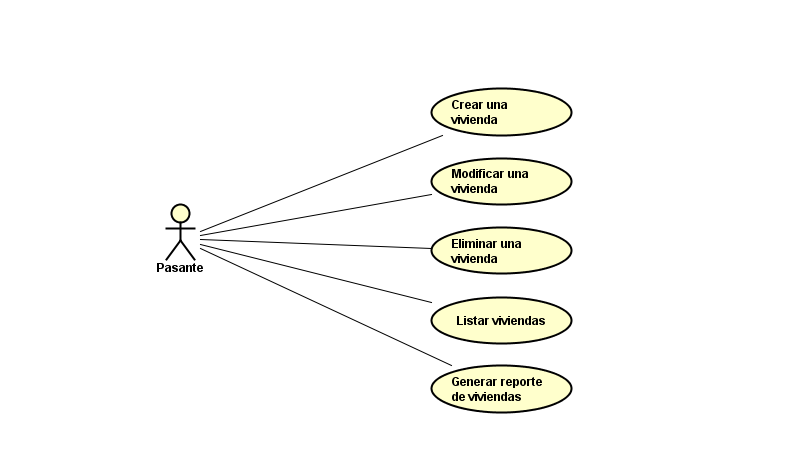 Crear una
vivienda
Modificar una
vivienda
Pasante
Eliminar una
vivienda
Listar viviendas
Generar reporte
de viviendas